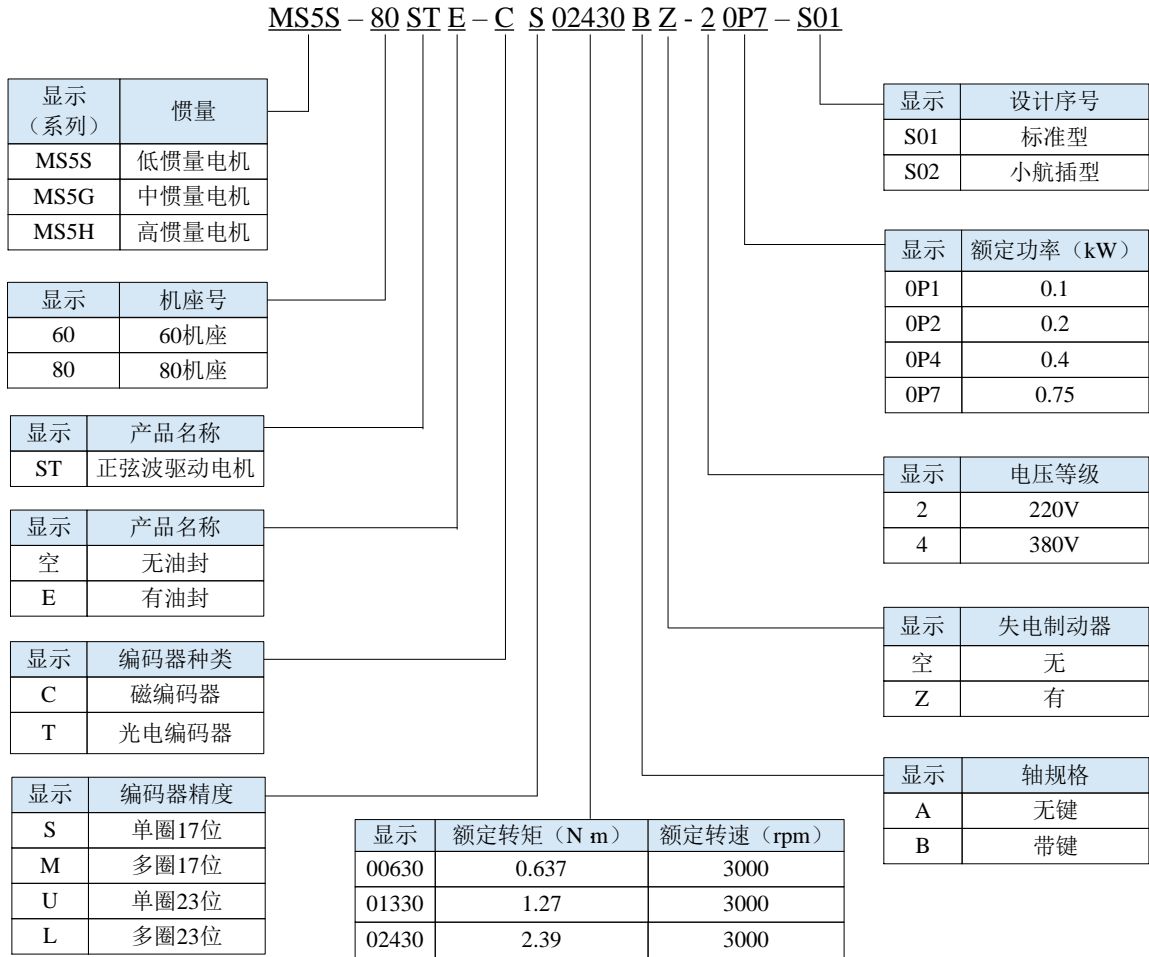 MS5S – 80 ST E – C S 02430 B Z - 2 0P7 – S01
显示（系列） 惯量
MS5S 低惯量电机
MS5G 中惯量电机
MS5H 高惯量电机
显示 机座号
60 60机座
80 80机座
显示 产品名称
ST 正弦波驱动电机
显示 产品名称
空 无油封
E 有油封
显示 编码器种类
C 磁编码器
T 光电编码器
显示 编码器精度
S 单圈17位
M 多圈17位
U 单圈23位
L 多圈23位
显示 额定转矩（N·m） 额定转速（rpm）
00630 0.637 3000
01330 1.27 3000
02430 2.39 3000
显示 设计序号
S01 标准型
S02 小航插型
显示 额定功率（kW）
0P1 0.1
0P2 0.2
0P4 0.4
0P7 0.75
显示 电压等级
2 220V
4 380V
显示 失电制动器
空 无
Z 有
显示 轴规格
A 无键
B 带键